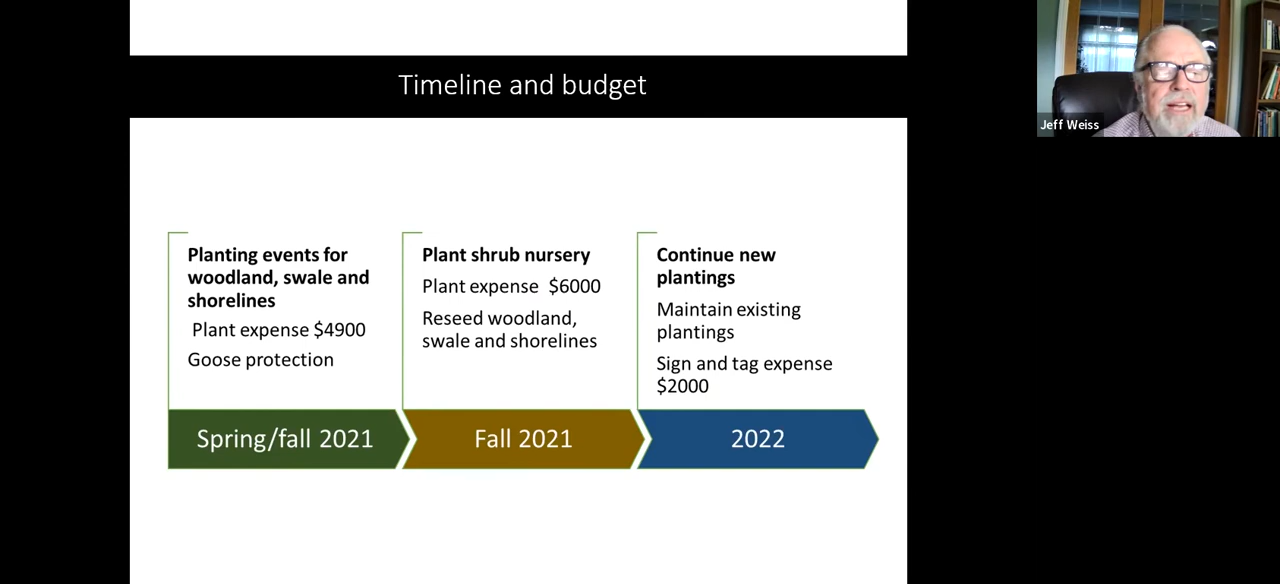 Timeline and budget
Jeff Weiss
Planting events for
woodland, swale and
shorelines
Plant expense $4900
Goose protection
Plant shrub nursery
Plant expense $6000
Reseed woodland,
swale and shorelines
Continue new
plantings
Maintain existing
plantings
Sign and tag expense
$2000
Spring/fall 2021
Fall 2021
2022